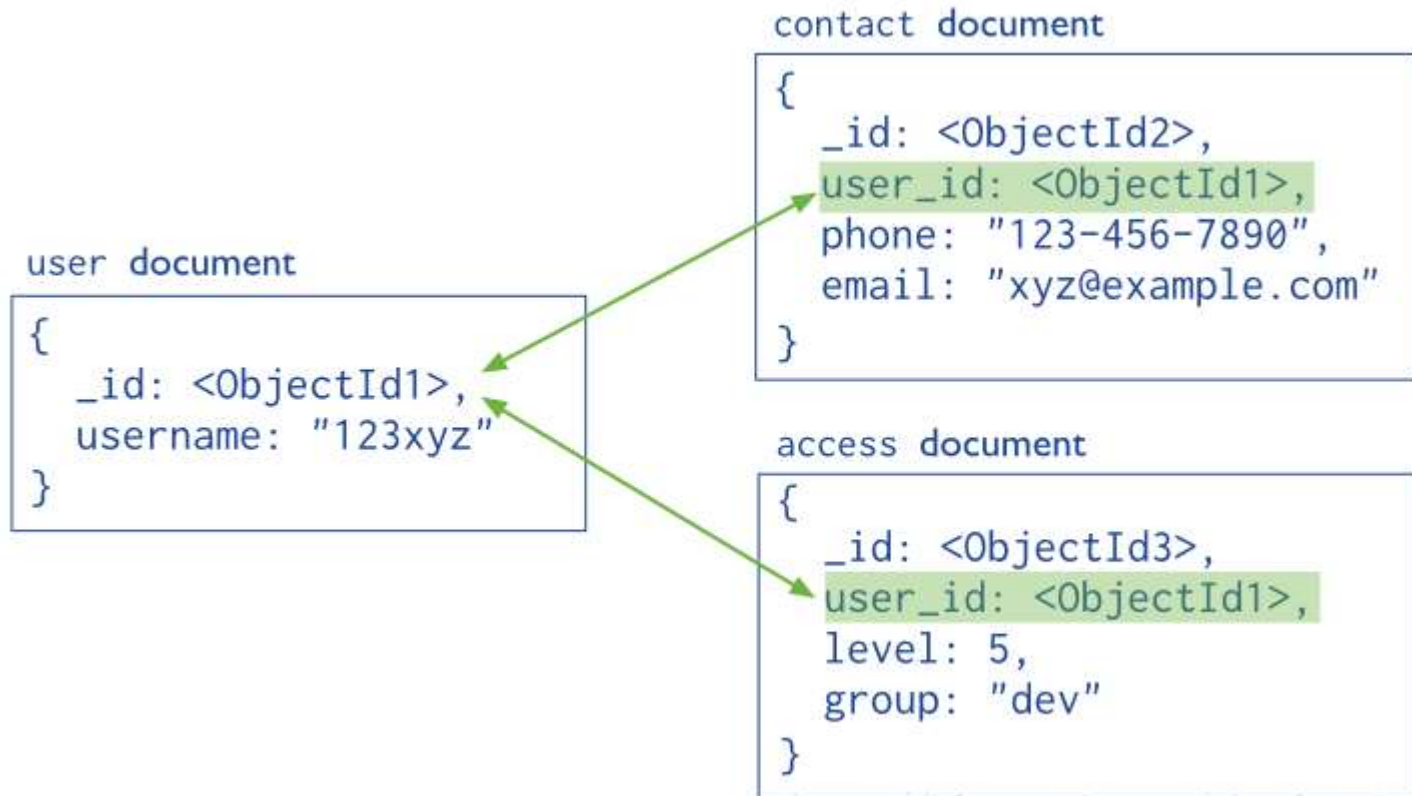 user document
{
_id: <ObjectId1>,
username: "123xyz"
}
contact document
{
_id: <ObjectId2>,
user_id: <ObjectId1>,
phone: "123-456-7890",
email: "xyz@example.com"
}
access document
{
_id: <ObjectId3>,
user_id: <ObjectId1>,
level: 5,
group: "dev"
}